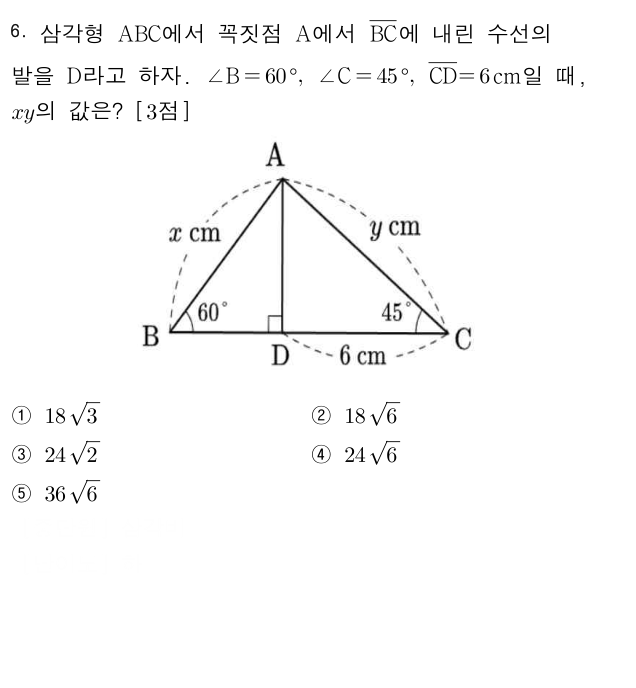 6. 삼각형 ABC에서 꼭짓점 A에서 $\overline{BC}$에 내린 수선의
발을 D라고 하자. ∠B=60°, ∠C=45°, $\overline{CD}$=6cm일 때,
xy의 값은? [3점]
A
x cm
y cm
60°
45°
B
D
6 cm
C
① 18√3
② 18√6
③ 24√2
④ 24√6
⑤ 36√6